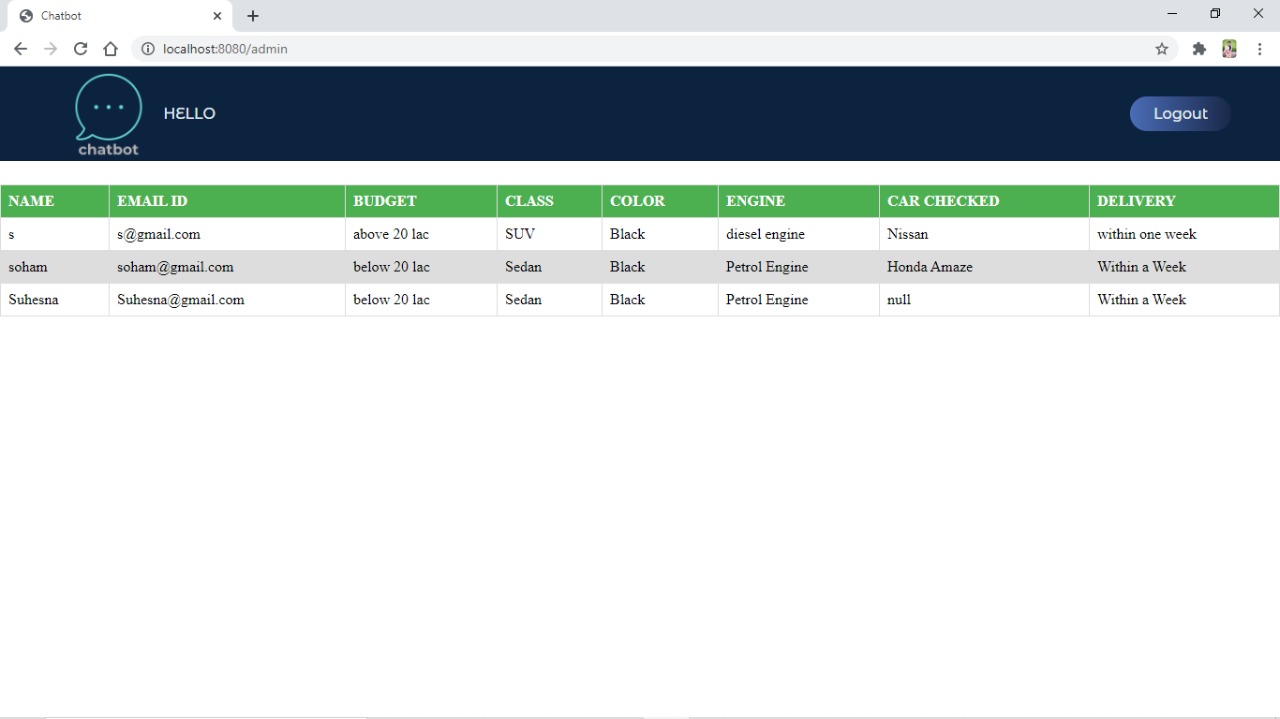 Chatbot
localhost:8080/admin
HELLO
Logout
chatbot
NAME EMAIL ID BUDGET CLASS COLOR ENGINE CAR CHECKED DELIVERY
s s@gmail.com above 20 lac SUV Black diesel engine Nissan within one week
soham soham@gmail.com below 20 lac Sedan Black Petrol Engine Honda Amaze Within a Week
Suhesna Suhesna@gmail.com below 20 lac Sedan Black Petrol Engine null Within a Week